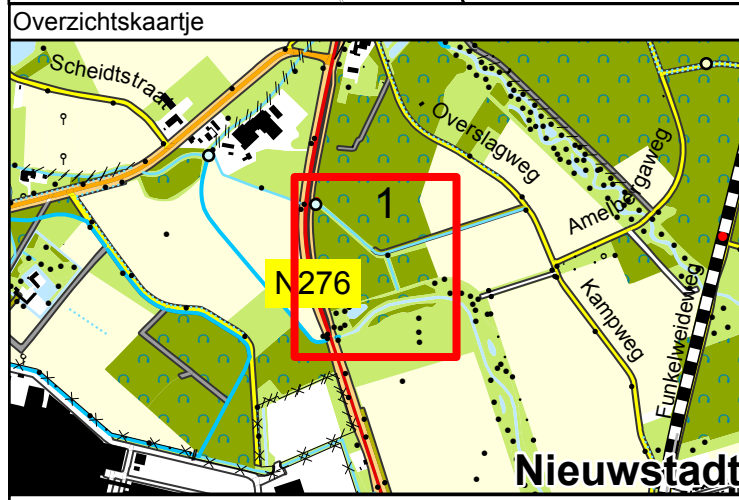 Overzichtskaartje
Scheidtstraat
Overslagweg
1
Amelbergaweg
N276
Kampweg
Funkelweideweg
Nieuwstadt